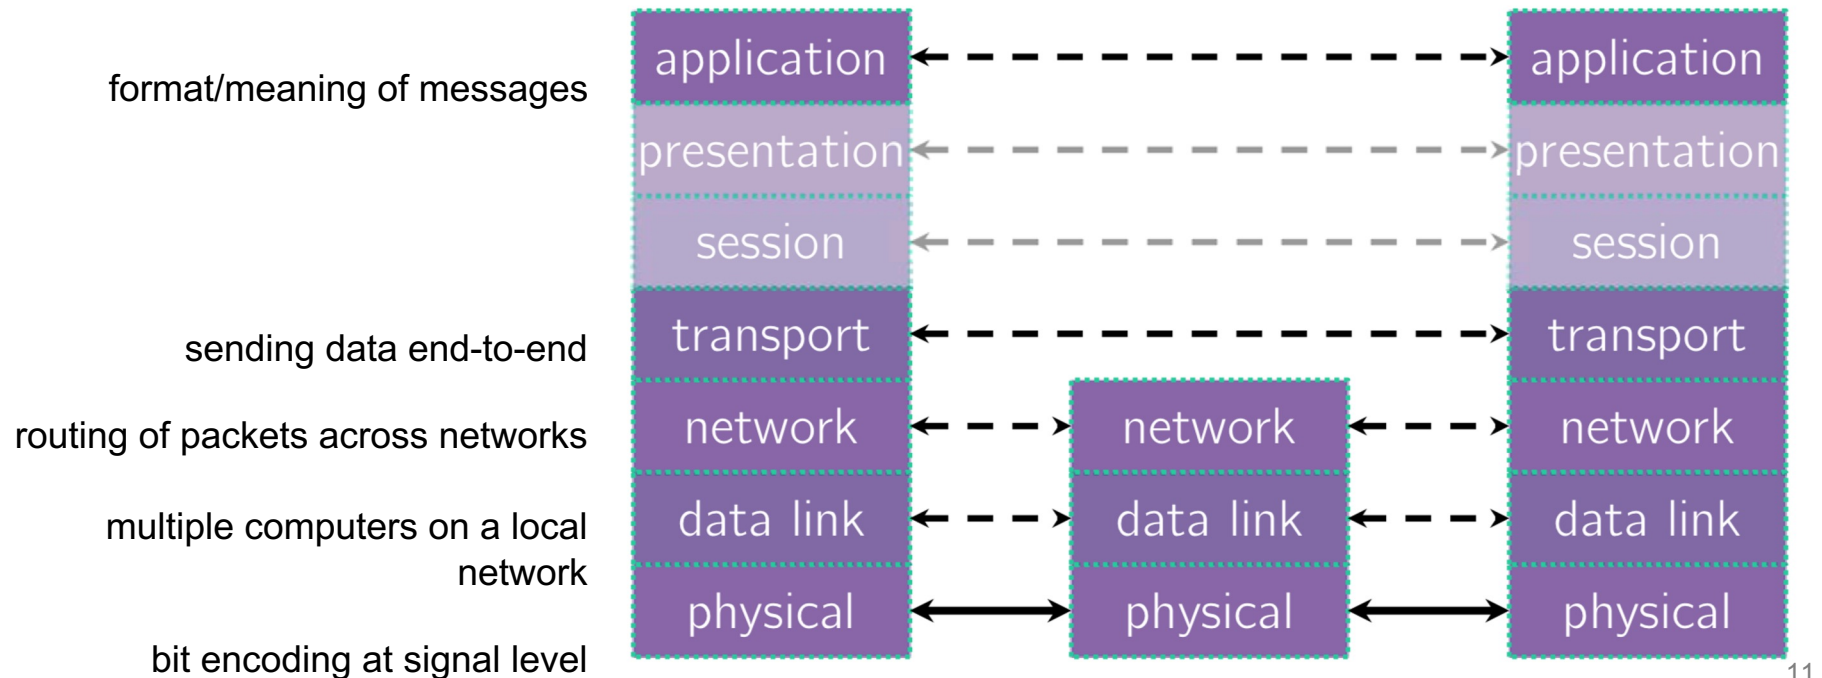 application application
format/meaning of messages
presentation presentation
session session
transport transport
sending data end-to-end
network network network
routing of packets across networks
data link data link data link
multiple computers on a local
network
physical physical physical
bit encoding at signal level
11